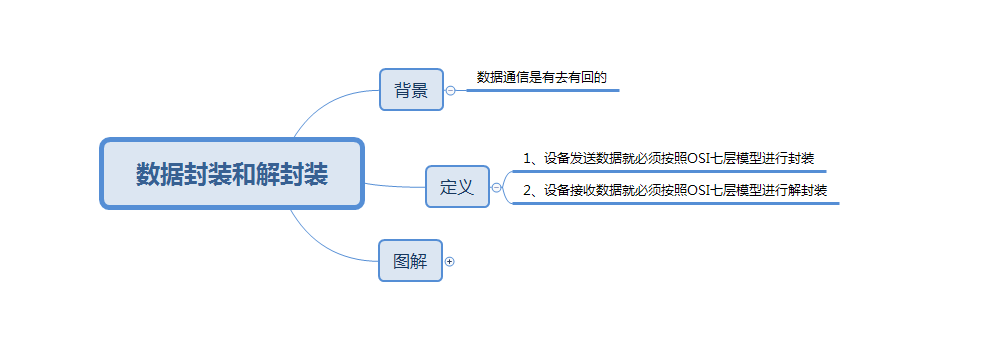 数据封装和解封装
背景
数据通信是有去有回的
定义
1、设备发送数据就必须按照OSI七层模型进行封装
2、设备接收数据就必须按照OSI七层模型进行解封装
图解